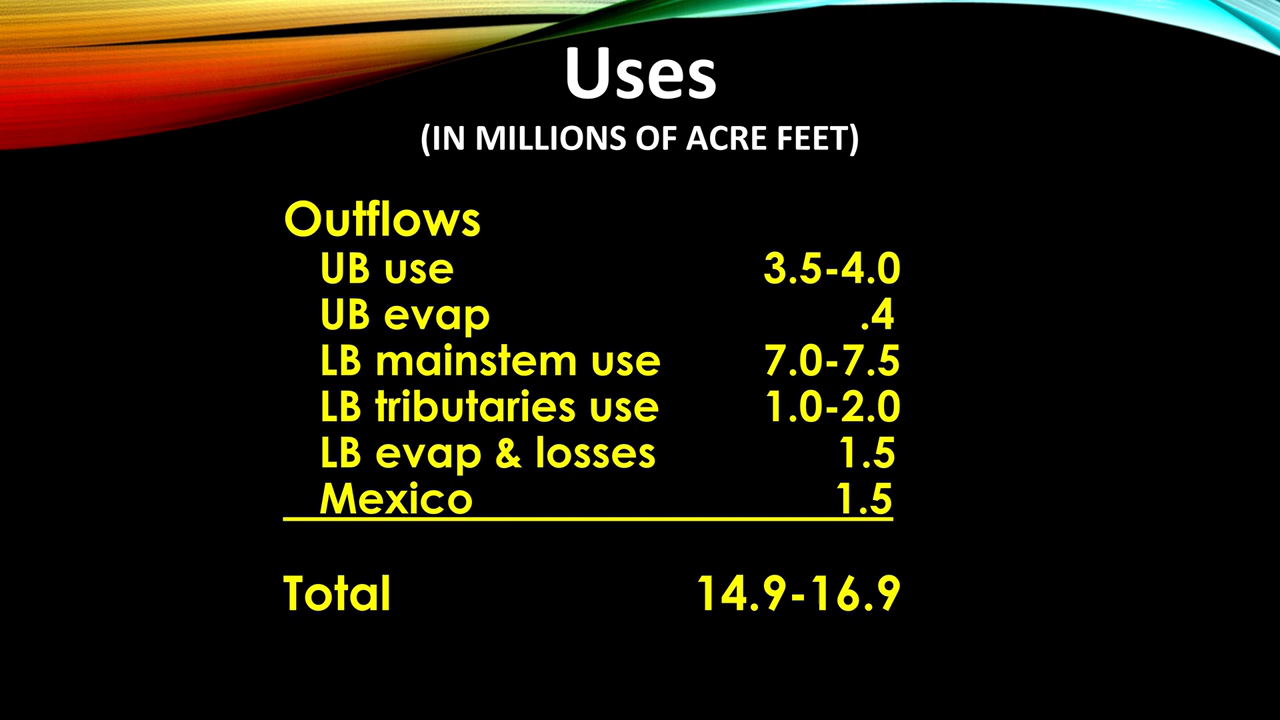 Uses
(IN MILLIONS OF ACRE FEET)
Outflows
UB use 3.5-4.0
UB evap .4
LB mainstem use 7.0-7.5
LB tributaries use 1.0-2.0
LB evap & losses 1.5
Mexico 1.5
Total 14.9-16.9